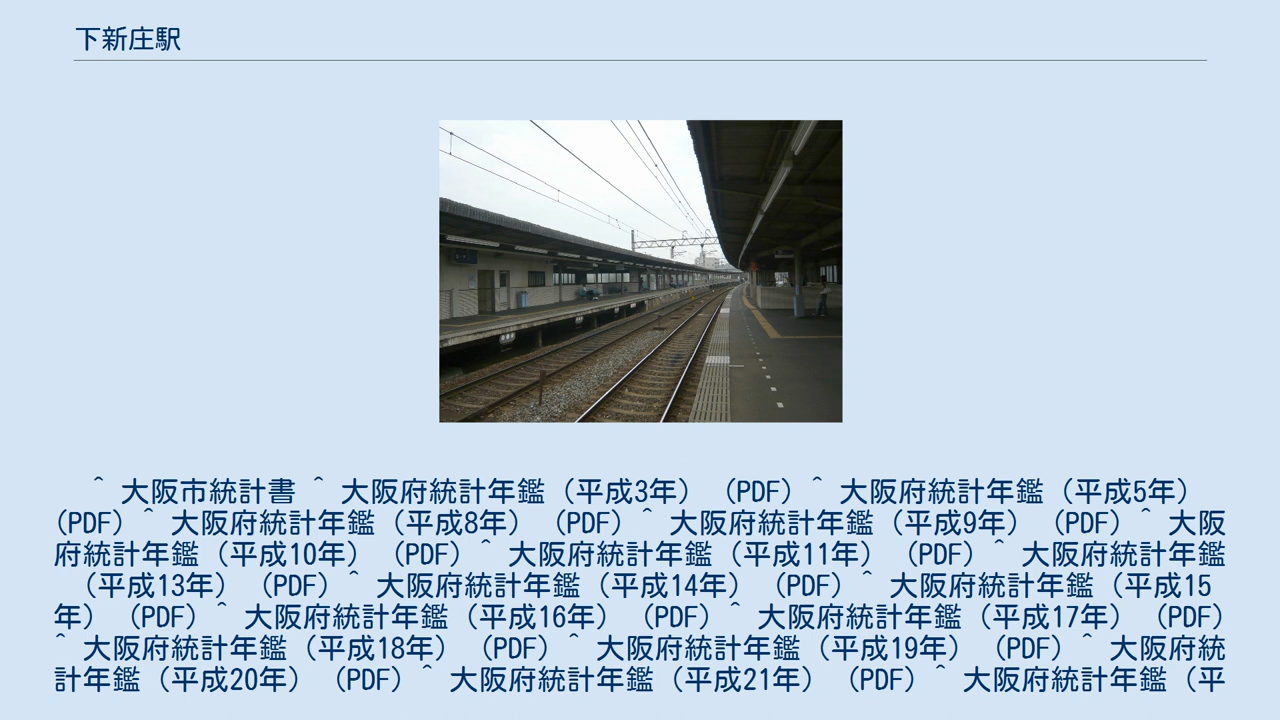 下新庄駅
^ 大阪市統計書 ^ 大阪府統計年鑑（平成3年）（PDF）^ 大阪府統計年鑑（平成5年）
（PDF）^ 大阪府統計年鑑（平成8年）（PDF）^ 大阪府統計年鑑（平成9年）（PDF）^ 大阪
府統計年鑑（平成10年）（PDF）^ 大阪府統計年鑑（平成11年）（PDF）^ 大阪府統計年鑑
（平成13年）（PDF）^ 大阪府統計年鑑（平成14年）（PDF）^ 大阪府統計年鑑（平成15
年）（PDF）^ 大阪府統計年鑑（平成16年）（PDF）^ 大阪府統計年鑑（平成17年）（PDF）
^ 大阪府統計年鑑（平成18年）（PDF）^ 大阪府統計年鑑（平成19年）（PDF）^ 大阪府統
計年鑑（平成20年）（PDF）^ 大阪府統計年鑑（平成21年）（PDF）^ 大阪府統計年鑑（平